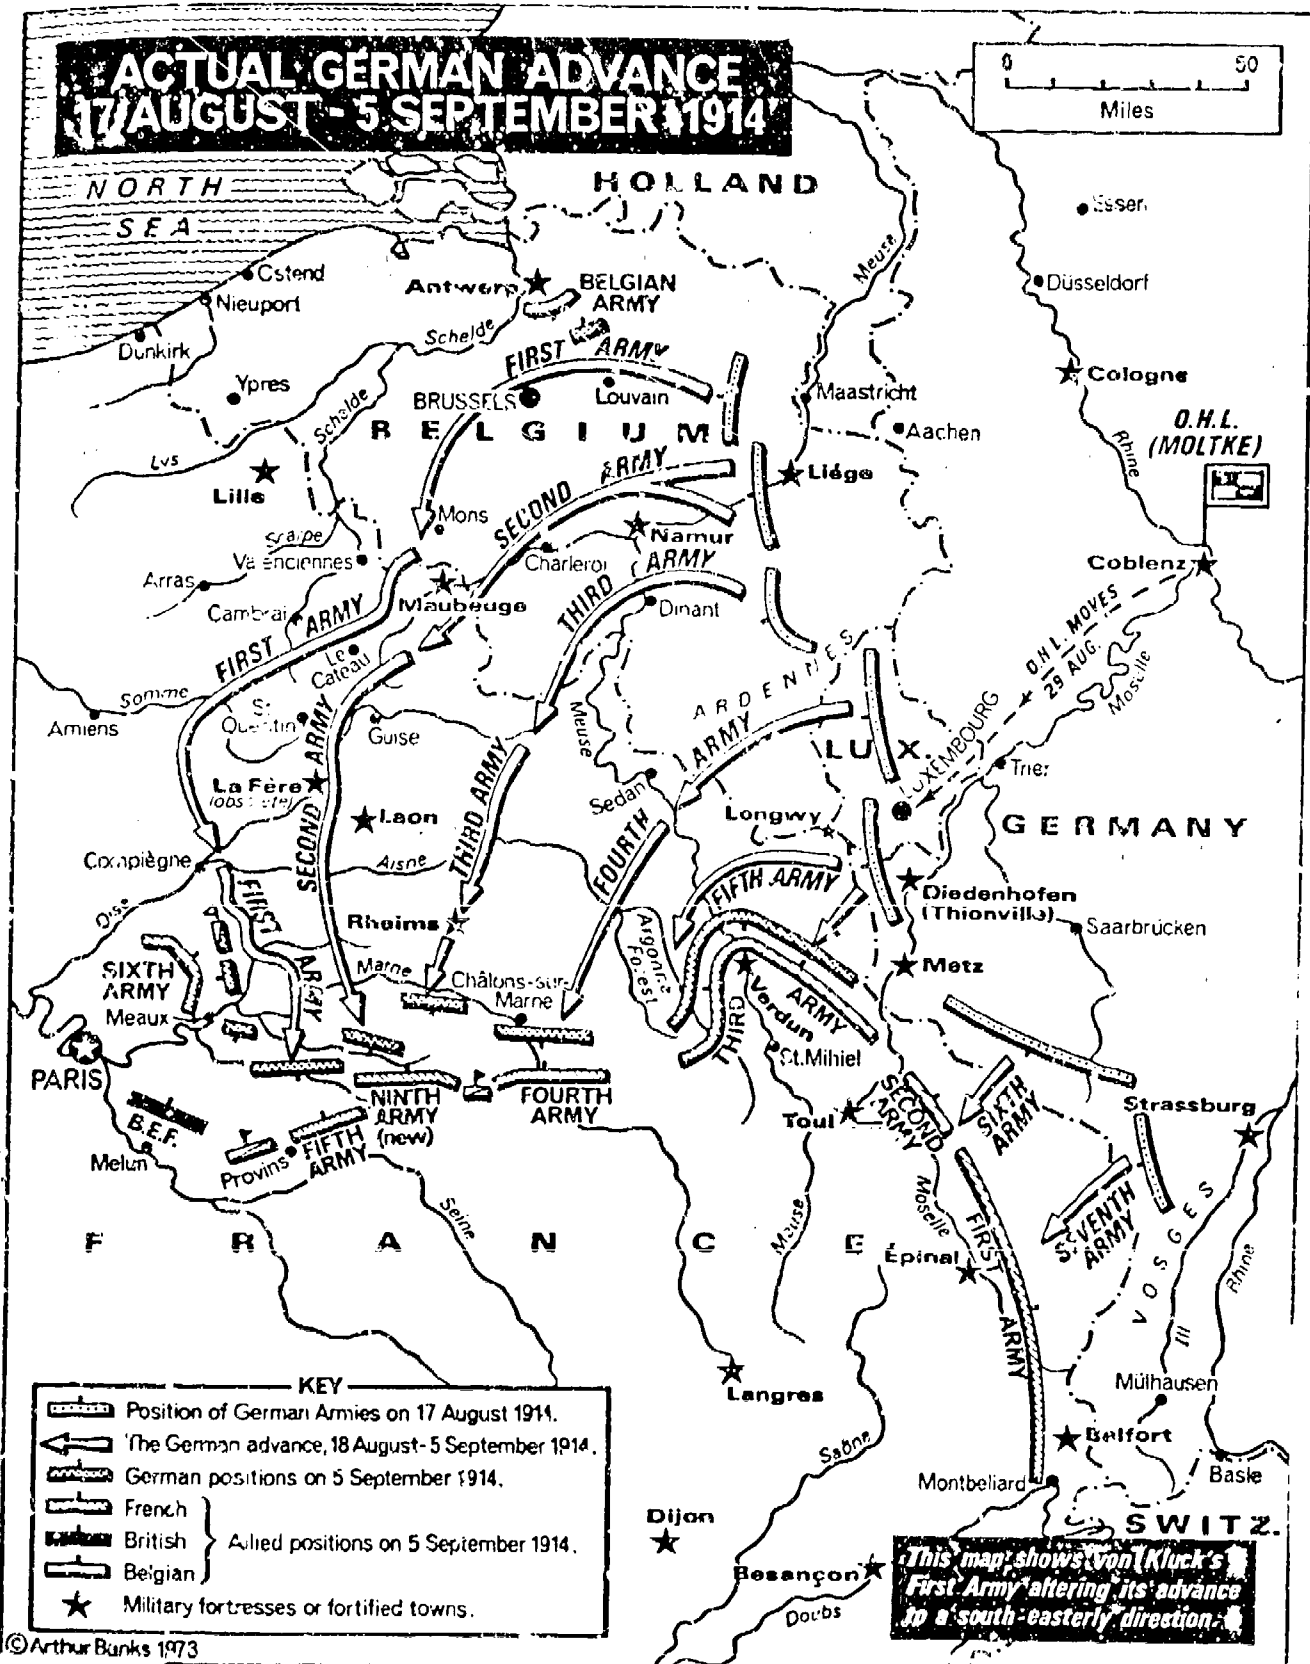 ACTUAL GERMAN ADVANCE
17 AUGUST - 5 SEPTEMBER 1914
0 50
Miles
NORTH
SEA
HOLLAND
Essen
Meuse
Ostend
Nieuport
Antwerp
BELGIAN
ARMY
Düsseldorf
Dunkirk
Schelde
FIRST ARMY
Cologne
Ypres
BRUSSELS
Louvain
Maastricht
Schelde
BELGIUM
Aachen
O.H.L.
(MOLTKE)
Rhine
Lys
Lille
SECOND ARMY
Liége
Mons
Namur
Scarpe
Valenciennes
Charleroi
Coblenz
Arras
Maubeuge
THIRD ARMY
Dinant
Cambrai
FIRST ARMY
Le
Cateau
O.H.L. MOVES
29 AUG.
Moselle
ARDENNES
Somme
Amiens
St
Quentin
Guise
Meuse
ARMY
LUX.
LUXEMBOURG
Trier
La Fère
(obsolete)
Laon
SECOND ARMY
THIRD ARMY
Sedan
Longwy
GERMANY
Compiègne
Aisne
FOURTH
FIFTH ARMY
Diedenhofen
(Thionville)
Saarbrücken
Oise
FIRST
ARMY
Rheims
Argonne
Forest
Metz
SIXTH
ARMY
Marne
Châlons-sur-
Marne
Verdun
THIRD
ARMY
Meaux
St.Mihiel
PARIS
NINTH
ARMY
(new)
FOURTH
ARMY
SECOND
ARMY
SIXTH
ARMY
Strassburg
Toul
B.E.F.
Melun
Provins
FIFTH
ARMY
Seine
Meuse
Moselle
FIRST
ARMY
SEVENTH
ARMY
VOSGES
FRANCE
Épinal
Rhine
Ill
Langres
Mülhausen
Belfort
Saône
Montbeliard
Basle
Dijon
SWITZ.
Besançon
Doubs
KEY
Position of German Armies on 17 August 1914.
The German advance, 18 August-5 September 1914.
German positions on 5 September 1914.
French
British
Belgian
Allied positions on 5 September 1914.
Military fortresses or fortified towns.
This map shows von Kluck's
First Army altering its advance
to a south-easterly direction.
© Arthur Banks 1973